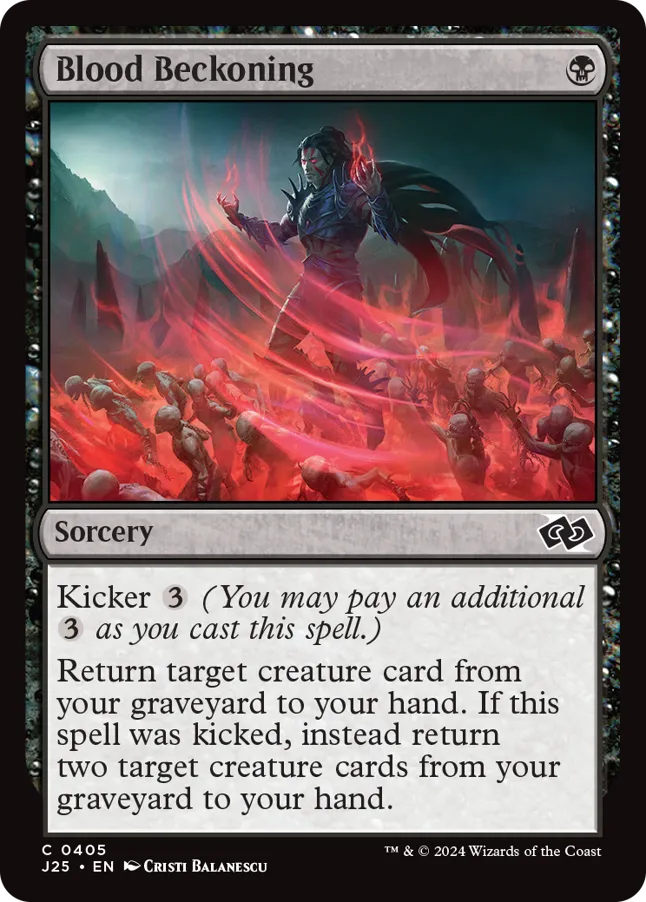 Blood Beckoning
Sorcery
Kicker 3 (You may pay an additional
3 as you cast this spell.)
Return target creature card from
your graveyard to your hand. If this
spell was kicked, instead return
two target creature cards from your
graveyard to your hand.
C 0405
J25 • EN Cristi Balanescu
™ & © 2024 Wizards of the Coast